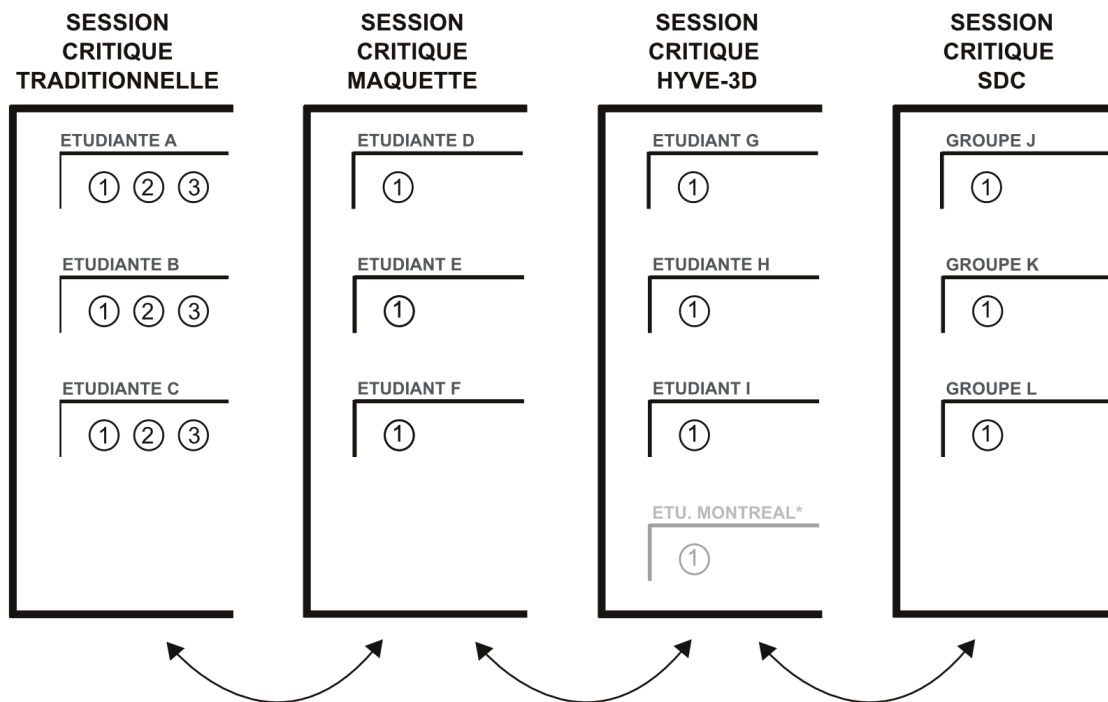 SESSION
CRITIQUE
TRADITIONNELLE
ETUDIANTE A
1 2 3
ETUDIANTE B
1 2 3
ETUDIANTE C
1 2 3
SESSION
CRITIQUE
MAQUETTE
ETUDIANTE D
1
ETUDIANT E
1
ETUDIANT F
1
SESSION
CRITIQUE
HYVE-3D
ETUDIANT G
1
ETUDIANTE H
1
ETUDIANT I
1
ETU. MONTREAL*
1
SESSION
CRITIQUE
SDC
GROUPE J
1
GROUPE K
1
GROUPE L
1